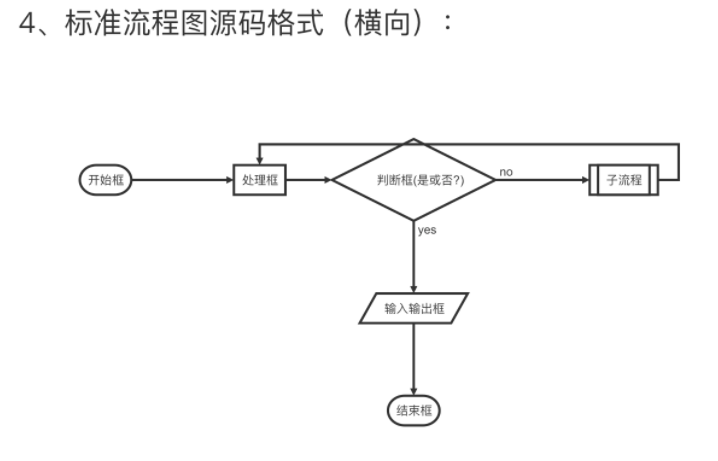 4、标准流程图源码格式（横向）：
开始框
处理框
判断框(是或否?)
no
子流程
yes
输入输出框
结束框